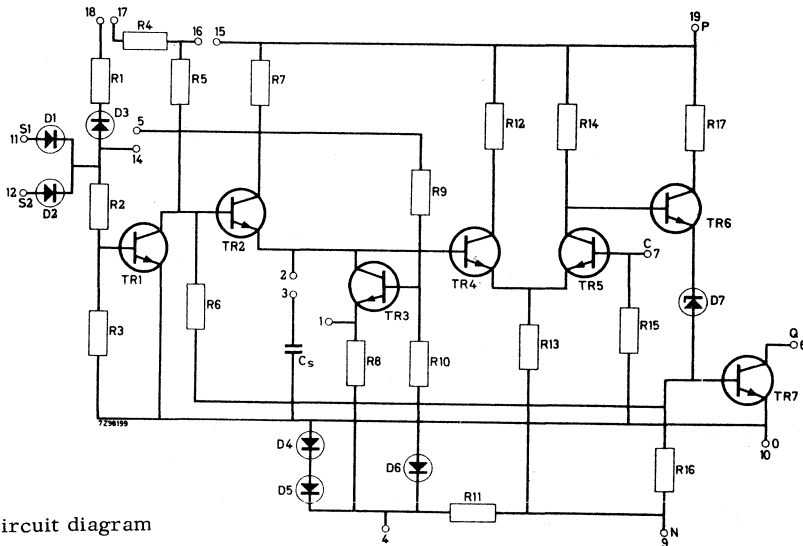 18 17 R4 16 15 19 P
R1 R5 R7 R12 R14 R17
D3 5
S1 D1
11
14
12 S2 D2
R2 R9
TR1 TR2 TR4 TR5 TR6
C 7
2
3
TR3
R3 R6 1 R8 R10 R13 R15 D7
Cs
Q 6
TR7
7Z98199
D4 D6 R16 10 O
D5 R11
4 9 N
ircuit diagram